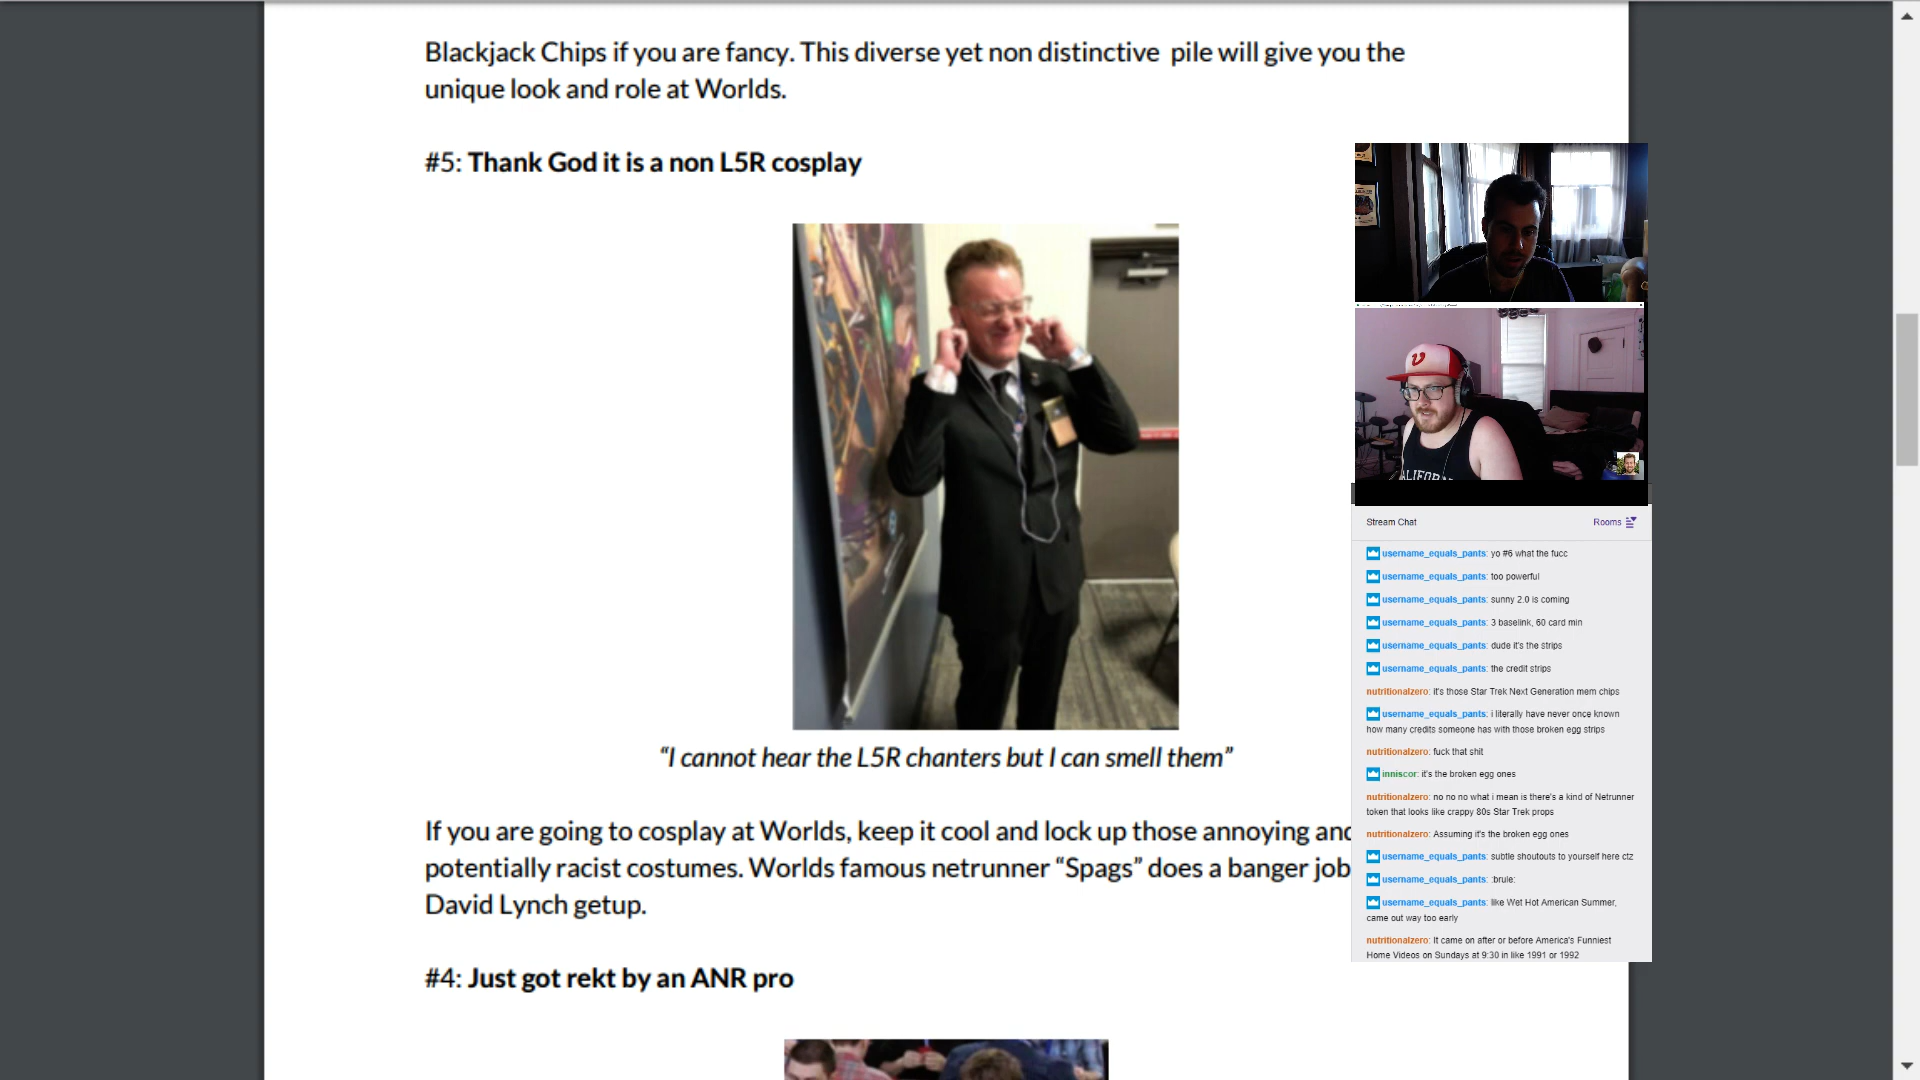 Blackjack Chips if you are fancy. This diverse yet non distinctive pile will give you the
unique look and role at Worlds.
#5: Thank God it is a non L5R cosplay
“I cannot hear the L5R chanters but I can smell them”
If you are going to cosplay at Worlds, keep it cool and lock up those annoying and
potentially racist costumes. Worlds famous netrunner “Spags” does a banger job
David Lynch getup.
#4: Just got rekt by an ANR pro
ALIFOR
Stream Chat
Rooms
username_equals_pants: yo #6 what the fucc
username_equals_pants: too powerful
username_equals_pants: sunny 2.0 is coming
username_equals_pants: 3 baselink, 60 card min
username_equals_pants: dude it's the strips
username_equals_pants: the credit strips
nutritionalzero: it's those Star Trek Next Generation mem chips
username_equals_pants: i literally have never once known
how many credits someone has with those broken egg strips
nutritionalzero: fuck that shit
inniscor: it's the broken egg ones
nutritionalzero: no no no what i mean is there's a kind of Netrunner
token that looks like crappy 80s Star Trek props
nutritionalzero: Assuming it's the broken egg ones
username_equals_pants: subtle shoutouts to yourself here ctz
username_equals_pants: :brule:
username_equals_pants: like Wet Hot American Summer,
came out way too early
nutritionalzero: It came on after or before America's Funniest
Home Videos on Sundays at 9:30 in like 1991 or 1992